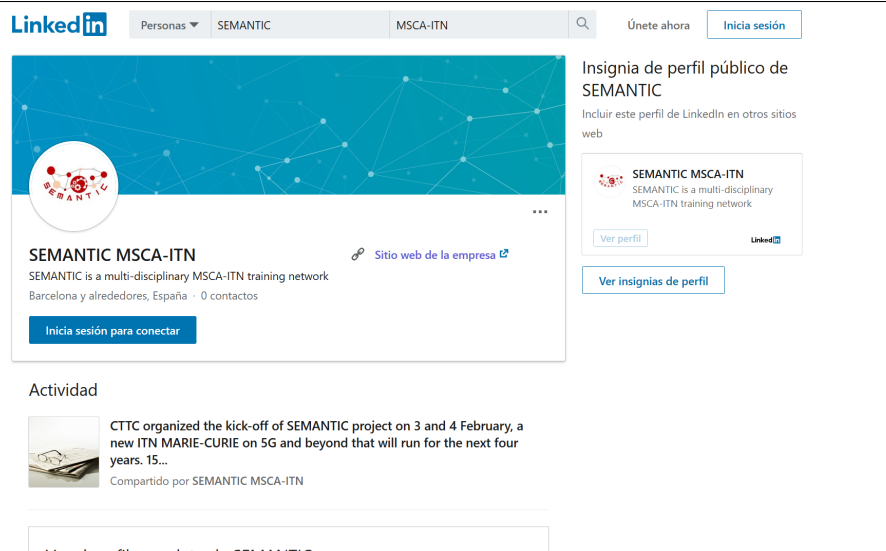 Linked in
Personas SEMANTIC MSCA-ITN Únete ahora Inicia sesión
SEMANTIC
SEMANTIC MSCA-ITN
Sitio web de la empresa
SEMANTIC is a multi-disciplinary MSCA-ITN training network
Barcelona y alrededores, España · 0 contactos
Inicia sesión para conectar
Insignia de perfil público de
SEMANTIC
Incluir este perfil de LinkedIn en otros sitios
web
SEMANTIC MSCA-ITN
SEMANTIC is a multi-disciplinary
MSCA-ITN training network
Ver perfil
Linked in
Ver insignias de perfil
Actividad
CTTC organized the kick-off of SEMANTIC project on 3 and 4 February, a
new ITN MARIE-CURIE on 5G and beyond that will run for the next four
years. 15...
Compartido por SEMANTIC MSCA-ITN